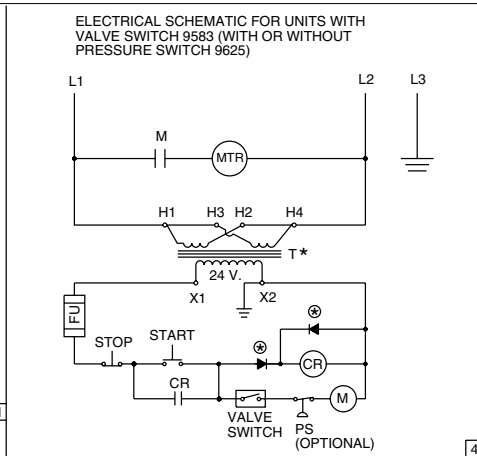 ELECTRICAL SCHEMATIC FOR UNITS WITH
VALVE SWITCH 9583 (WITH OR WITHOUT
PRESSURE SWITCH 9625)
L1
L2
L3
M
MTR
H1
H3
H2
H4
T*
24 V.
X1
X2
FU
STOP
START
CR
CR
VALVE
SWITCH
PS
(OPTIONAL)
M
4